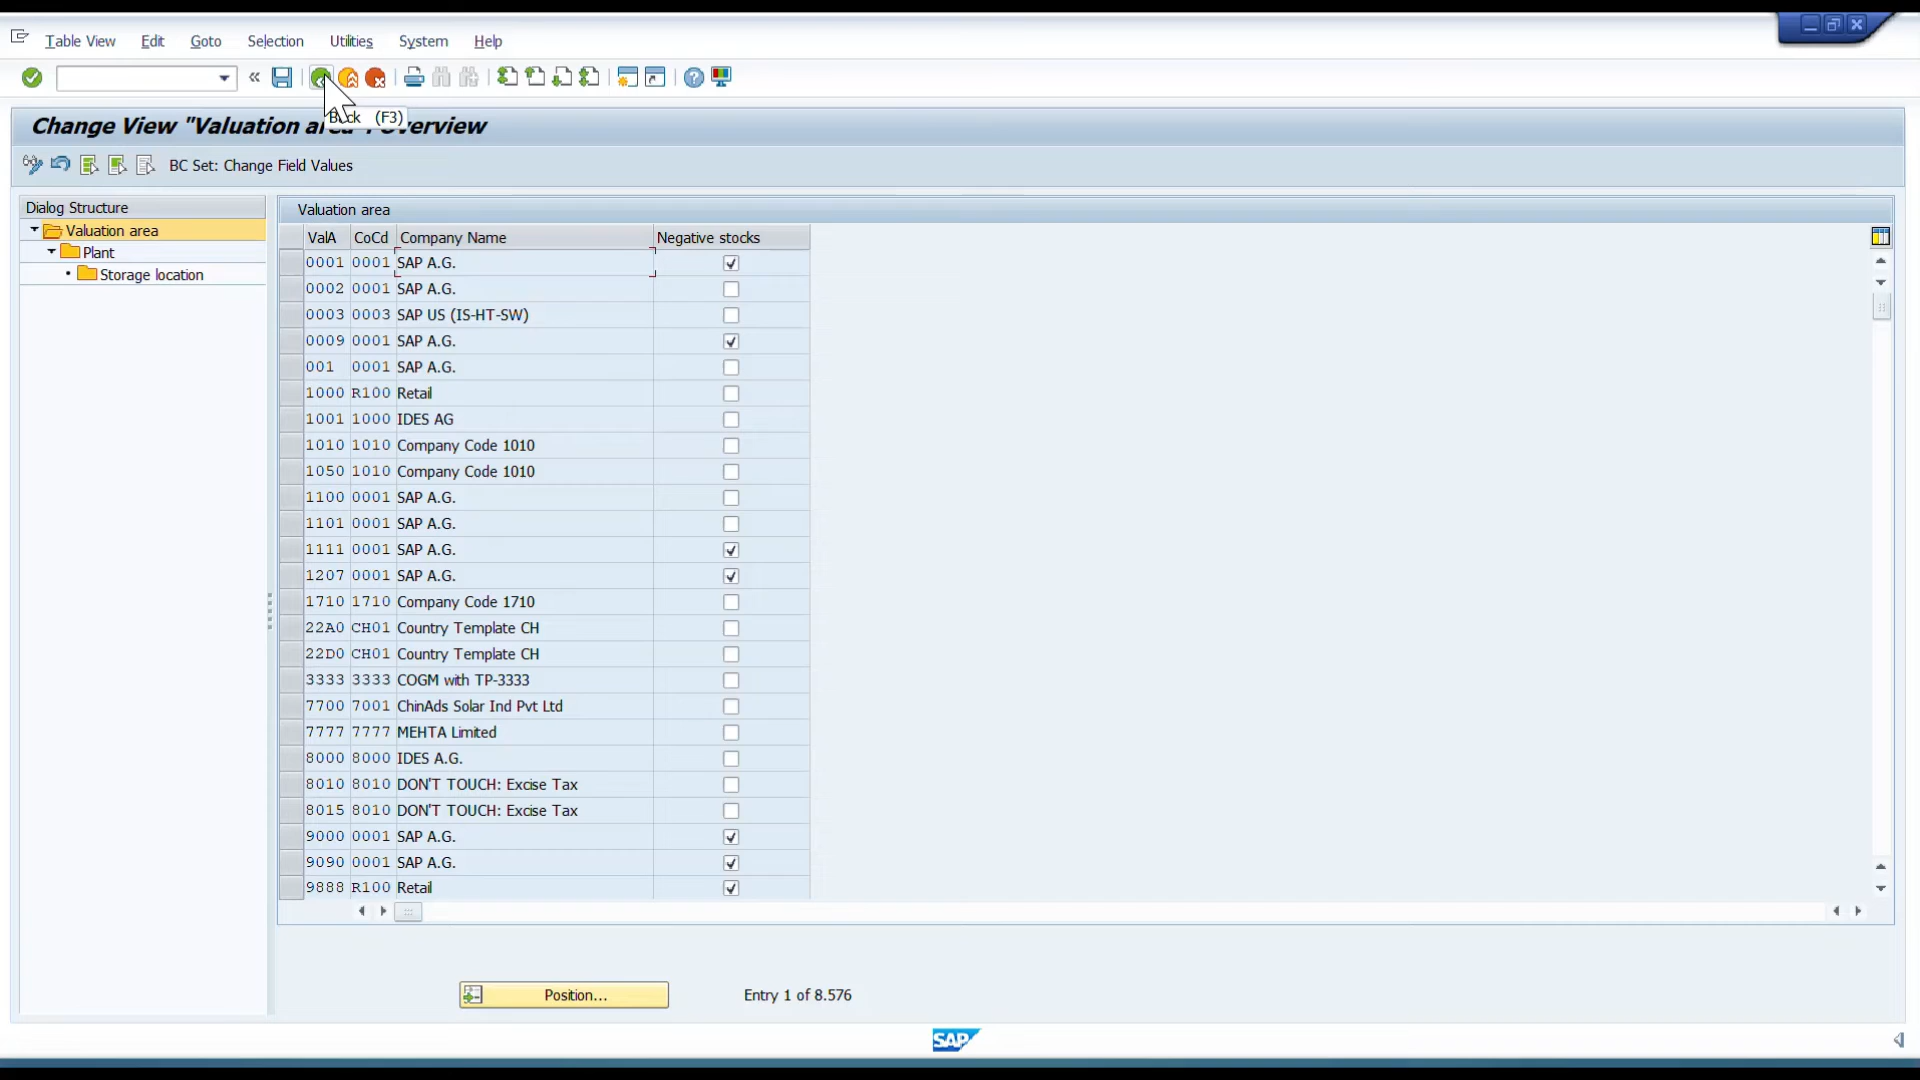 Table View Edit Goto Selection Utilities System Help
Change View "Valuation area": Overview
Back (F3)
BC Set: Change Field Values
Dialog Structure
Valuation area
Plant
Storage location
Valuation area
ValA CoCd Company Name Negative stocks
0001 0001 SAP A.G.
0002 0001 SAP A.G.
0003 0003 SAP US (IS-HT-SW)
0009 0001 SAP A.G.
001 0001 SAP A.G.
1000 R100 Retail
1001 1000 IDES AG
1010 1010 Company Code 1010
1050 1010 Company Code 1010
1100 0001 SAP A.G.
1101 0001 SAP A.G.
1111 0001 SAP A.G.
1207 0001 SAP A.G.
1710 1710 Company Code 1710
22A0 CH01 Country Template CH
22D0 CH01 Country Template CH
3333 3333 COGM with TP-3333
7700 7001 ChinAds Solar Ind Pvt Ltd
7777 7777 MEHTA Limited
8000 8000 IDES A.G.
8010 8010 DON'T TOUCH: Excise Tax
8015 8010 DON'T TOUCH: Excise Tax
9000 0001 SAP A.G.
9090 0001 SAP A.G.
9888 R100 Retail
Position... Entry 1 of 8.576
SAP